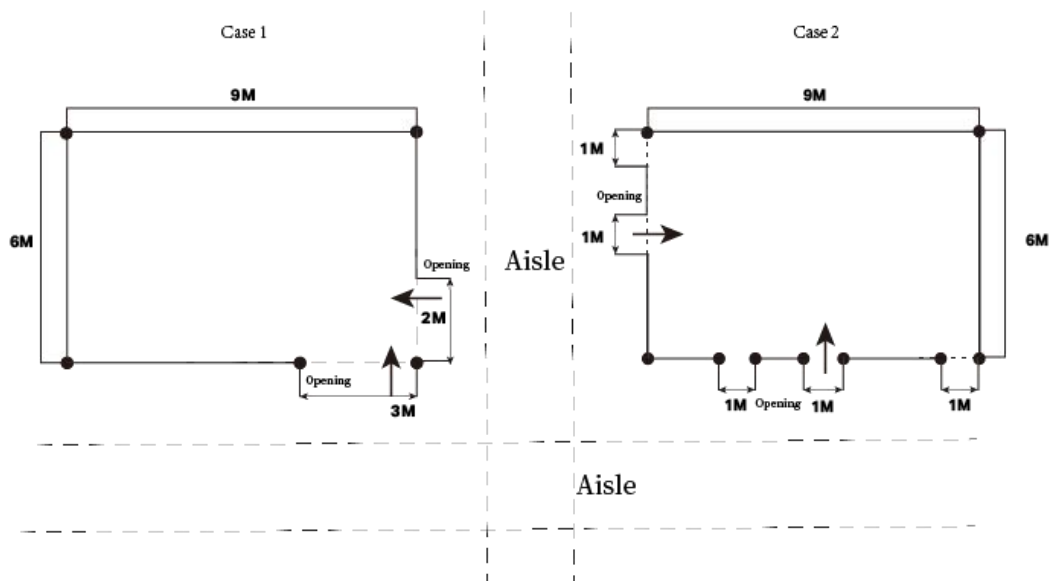 Case 1
Case 2
9M
9M
1M
Opening
6M
1M
6M
Aisle
Opening
2M
Opening
3M
1M
Opening
1M
1M
Aisle